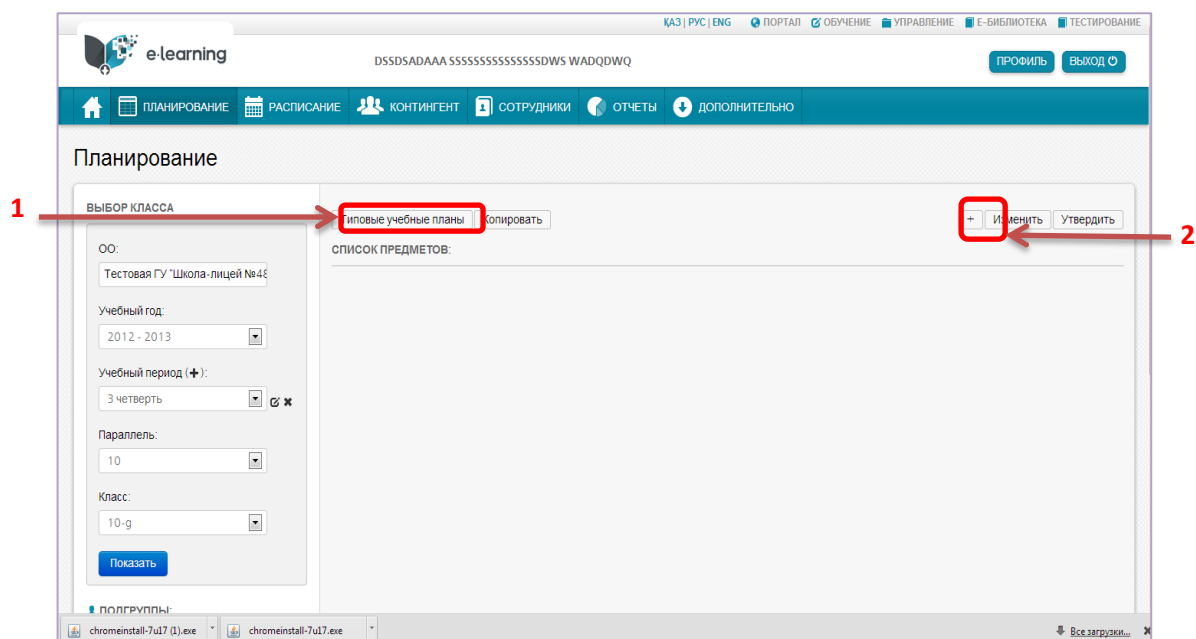 ҚАЗ | РУС | ENG ПОРТАЛ ОБУЧЕНИЕ УПРАВЛЕНИЕ Е-БИБЛИОТЕКА ТЕСТИРОВАНИЕ
e-learning
DSSDSADAAA SSSSSSSSSSSSSSSDWS WADQDWQ
ПРОФИЛЬ ВЫХОД
ПЛАНИРОВАНИЕ РАСПИСАНИЕ КОНТИНГЕНТ СОТРУДНИКИ ОТЧЕТЫ ДОПОЛНИТЕЛЬНО
Планирование
1
ВЫБОР КЛАССА
Типовые учебные планы Копировать + Изменить Утвердить
2
ОО:
СПИСОК ПРЕДМЕТОВ:
Тестовая ГУ "Школа-лицей №48
Учебный год:
2012 - 2013
Учебный период (+):
3 четверть
Параллель:
10
Класс:
10-g
Показать
ПОДГРУППЫ:
chromeinstall-7u17 (1).exe chromeinstall-7u17.exe Все загрузки...